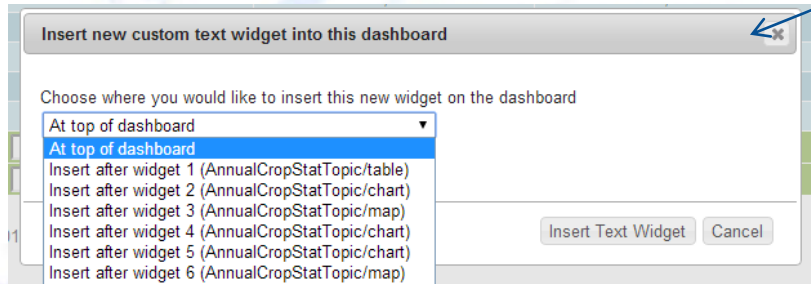 Insert new custom text widget into this dashboard
Choose where you would like to insert this new widget on the dashboard
At top of dashboard
At top of dashboard
Insert after widget 1 (AnnualCropStatTopic/table)
Insert after widget 2 (AnnualCropStatTopic/chart)
Insert after widget 3 (AnnualCropStatTopic/map)
Insert after widget 4 (AnnualCropStatTopic/chart)
Insert after widget 5 (AnnualCropStatTopic/chart)
Insert after widget 6 (AnnualCropStatTopic/map)
Insert Text Widget Cancel